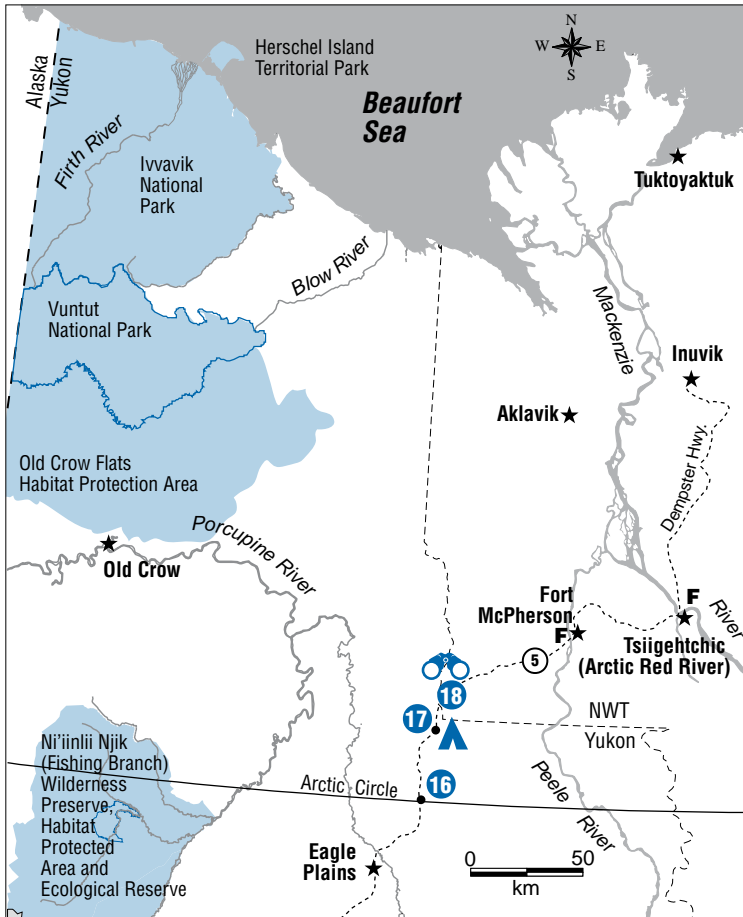 N
W E
S
Herschel Island
Territorial Park
Alaska
Yukon
Beaufort
Sea
Firth River
Ivvavik
National
Park
Tuktoyaktuk
Blow River
Mackenzie
Vuntut
National Park
Inuvik
Aklavik
Dempster Hwy.
Old Crow Flats
Habitat Protection Area
Porcupine River
Old Crow
Fort
McPherson
F
F
River
Tsiigehtchic
(Arctic Red River)
5
18
17
NWT
Yukon
Ni'iinlii Njik
(Fishing Branch)
Wilderness
Preserve,
Habitat
Protected
Area and
Ecological Reserve
Arctic Circle
16
Peele River
Eagle
Plains
0 50
km